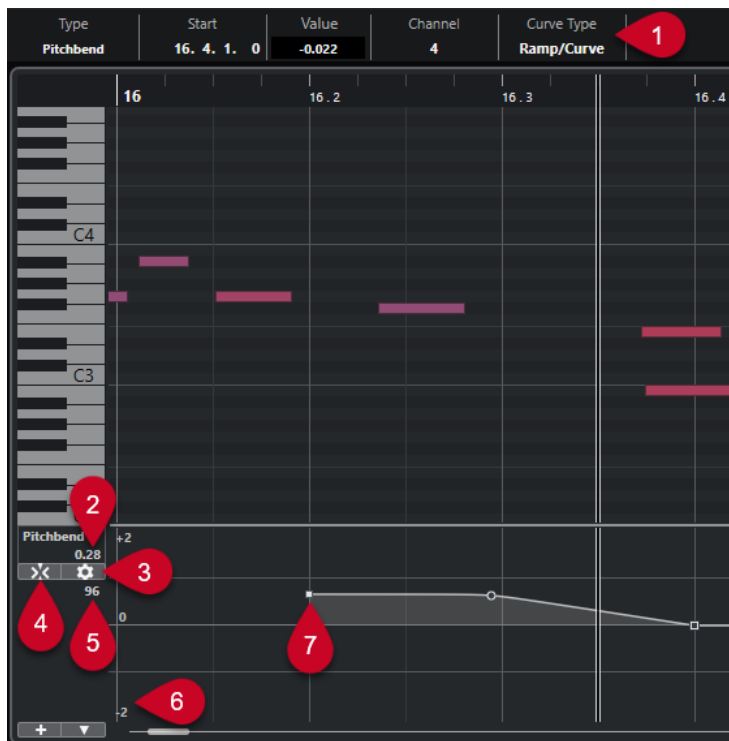 Type Start Value Channel Curve Type
Pitchbend 16. 4. 1. 0 -0.022 4 Ramp/Curve
1
16 16.2 16.3 16.4
C4
C3
2
Pitchbend +2
0.28
3
96
4
5
0
7
6
-2